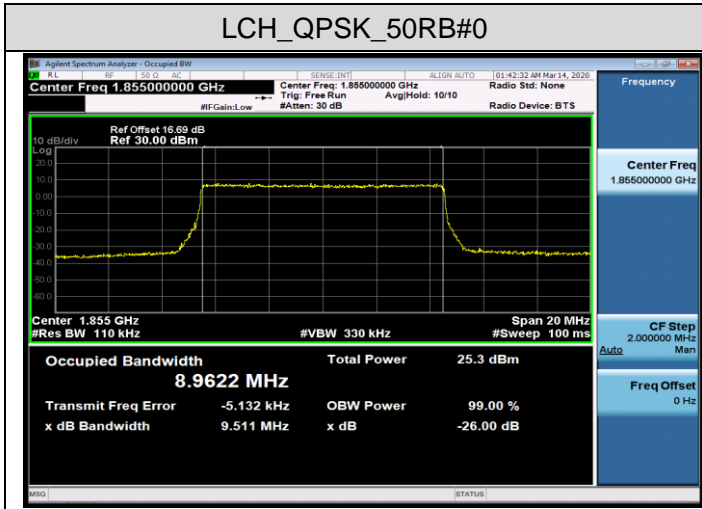 LCH_QPSK_50RB#0
Agilent Spectrum Analyzer - Occupied BW
RL RF 50 Ω AC SENSE:INT ALIGN AUTO 01:42:32 AM Mar 14, 2020
Center Freq 1.855000000 GHz
Center Freq: 1.855000000 GHz
Radio Std: None
Trig: Free Run Avg|Hold: 10/10
#IFGain:Low #Atten: 30 dB Radio Device: BTS
Ref Offset 16.69 dB
10 dB/div Ref 30.00 dBm
Log
20.0
10.0
0.00
-10.0
-20.0
-30.0
-40.0
-50.0
-60.0
Center 1.855 GHz Span 20 MHz
#Res BW 110 kHz #VBW 330 kHz #Sweep 100 ms
Occupied Bandwidth Total Power 25.3 dBm
8.9622 MHz
Transmit Freq Error -5.132 kHz OBW Power 99.00 %
x dB Bandwidth 9.511 MHz x dB -26.00 dB
MSG STATUS
Frequency
Center Freq
1.855000000 GHz
CF Step
2.000000 MHz
Auto Man
Freq Offset
0 Hz